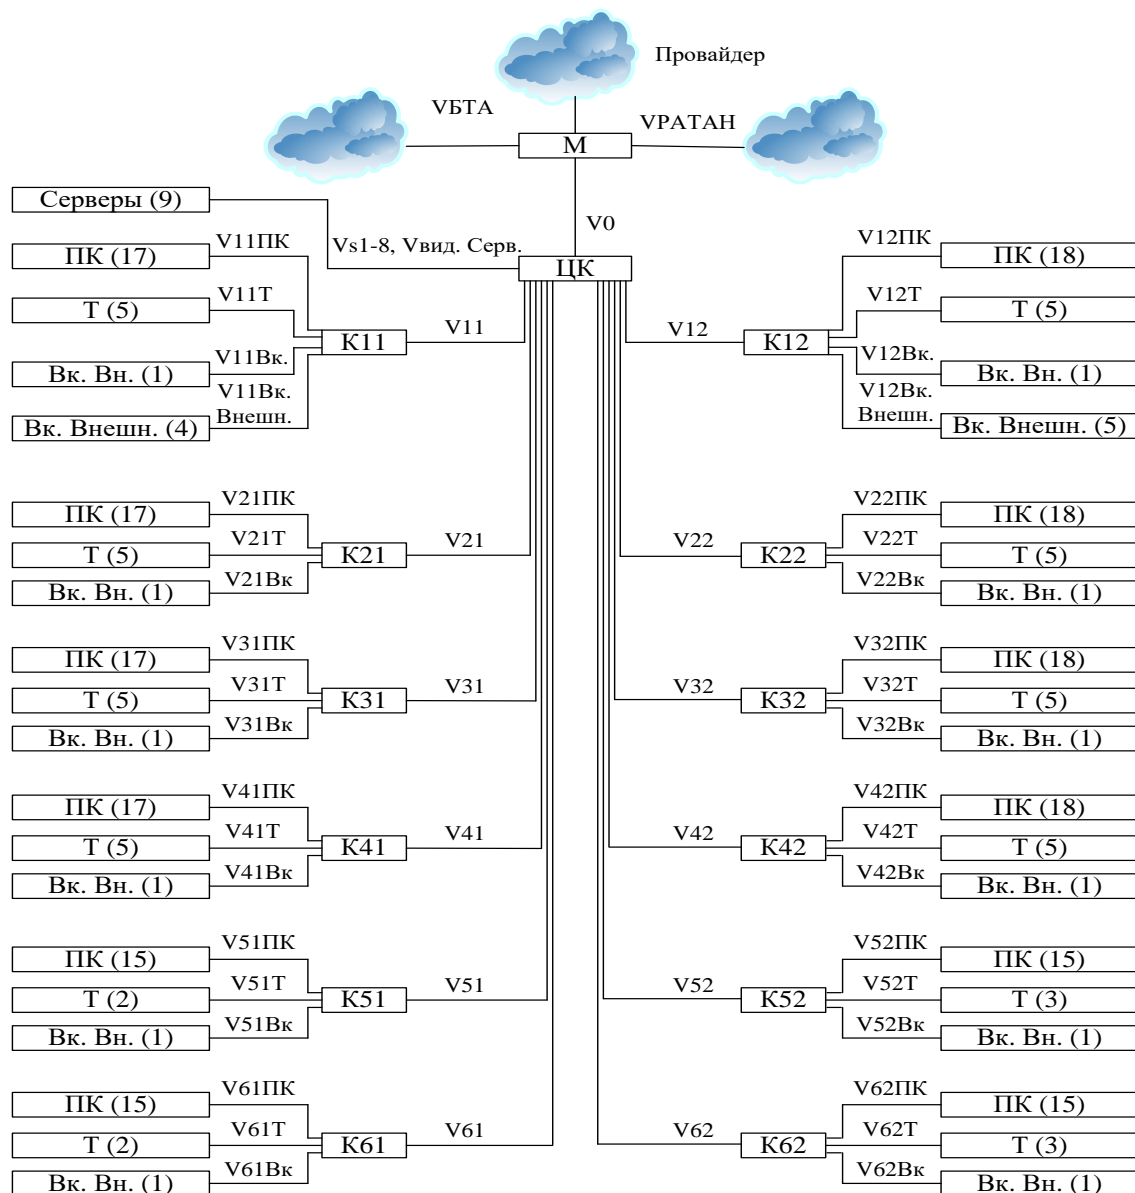 Провайдер
VБТА
VРАТАН
М
Серверы (9)
V0
Vs1-8, Vвид. Серв.
ЦК
V11ПК
ПК (17)
V11Т
Т (5)
К11
V11
V11Вк.
Вк. Вн. (1)
V11Вк.
Внешн.
Вк. Внешн. (4)
V12ПК
ПК (18)
V12Т
Т (5)
V12
К12
V12Вк.
Вк. Вн. (1)
V12Вк.
Внешн.
Вк. Внешн. (5)
V21ПК
ПК (17)
V21Т
Т (5)
К21
V21
V21Вк
Вк. Вн. (1)
V22ПК
ПК (18)
V22
К22
V22Т
Т (5)
V22Вк
Вк. Вн. (1)
V31ПК
ПК (17)
V31Т
Т (5)
К31
V31
V31Вк
Вк. Вн. (1)
V32ПК
ПК (18)
V32
К32
V32Т
Т (5)
V32Вк
Вк. Вн. (1)
V41ПК
ПК (17)
V41Т
Т (5)
К41
V41
V41Вк
Вк. Вн. (1)
V42ПК
ПК (18)
V42
К42
V42Т
Т (5)
V42Вк
Вк. Вн. (1)
V51ПК
ПК (15)
V51Т
Т (2)
К51
V51
V51Вк
Вк. Вн. (1)
V52ПК
ПК (15)
V52
К52
V52Т
Т (3)
V52Вк
Вк. Вн. (1)
V61ПК
ПК (15)
V61Т
Т (2)
К61
V61
V61Вк
Вк. Вн. (1)
V62ПК
ПК (15)
V62
К62
V62Т
Т (3)
V62Вк
Вк. Вн. (1)